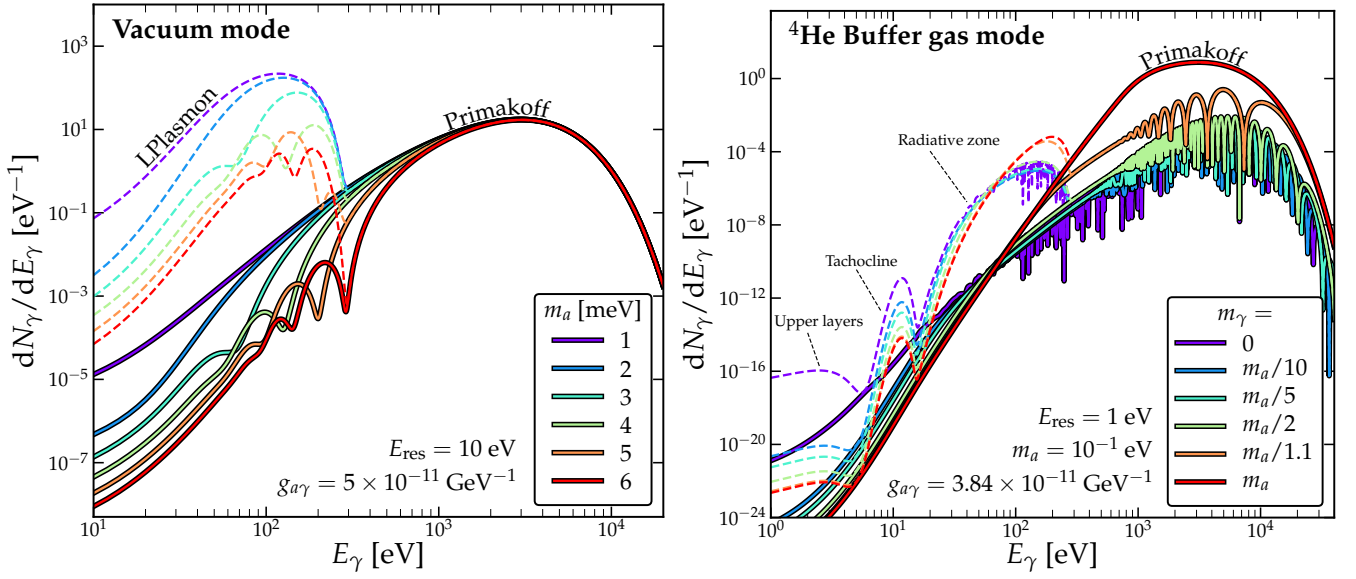 Vacuum mode
dN_γ/dE_γ [eV⁻¹]
10³
10¹
10⁻¹
10⁻³
10⁻⁵
10⁻⁷
LPlasmon
Primakoff
m_a [meV]
1
2
3
4
5
6
E_res = 10 eV
g_aγ = 5 × 10⁻¹¹ GeV⁻¹
10¹
10²
10³
10⁴
E_γ [eV]
⁴He Buffer gas mode
dN_γ/dE_γ [eV⁻¹]
10⁰
10⁻⁴
10⁻⁸
10⁻¹²
10⁻¹⁶
10⁻²⁰
10⁻²⁴
Primakoff
Radiative zone
Tachocline
Upper layers
m_γ =
0
m_a/10
m_a/5
m_a/2
m_a/1.1
m_a
E_res = 1 eV
m_a = 10⁻¹ eV
g_aγ = 3.84 × 10⁻¹¹ GeV⁻¹
10⁰
10¹
10²
10³
10⁴
E_γ [eV]